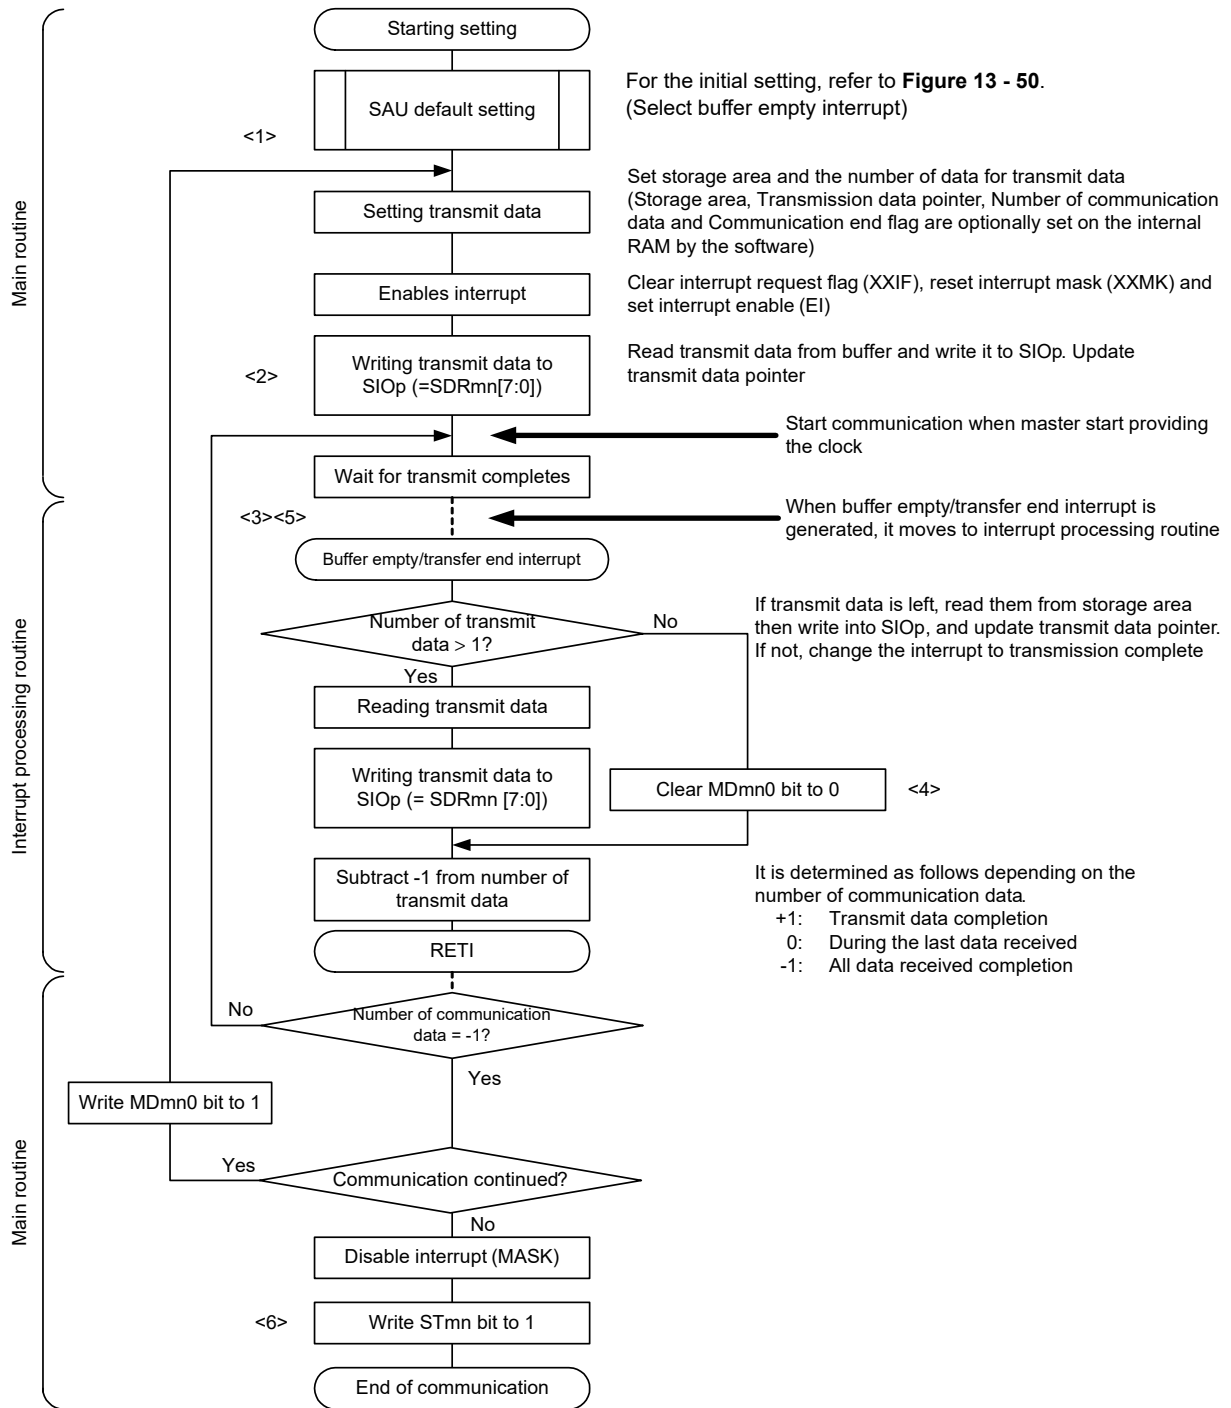 Starting setting
SAU default setting
For the initial setting, refer to Figure 13 - 50.
(Select buffer empty interrupt)
<1>
Main routine
Setting transmit data
Set storage area and the number of data for transmit data
(Storage area, Transmission data pointer, Number of communication
data and Communication end flag are optionally set on the internal
RAM by the software)
Enables interrupt
Clear interrupt request flag (XXIF), reset interrupt mask (XXMK) and
set interrupt enable (EI)
<2>
Writing transmit data to
SIOp (=SDRmn[7:0])
Read transmit data from buffer and write it to SIOp. Update
transmit data pointer
Start communication when master start providing
the clock
Wait for transmit completes
<3><5>
When buffer empty/transfer end interrupt is
generated, it moves to interrupt processing routine
Interrupt processing routine
Buffer empty/transfer end interrupt
Number of transmit
data > 1?
No
Yes
If transmit data is left, read them from storage area
then write into SIOp, and update transmit data pointer.
If not, change the interrupt to transmission complete
Reading transmit data
Writing transmit data to
SIOp (= SDRmn [7:0])
Clear MDmn0 bit to 0
<4>
Subtract -1 from number of
transmit data
It is determined as follows depending on the
number of communication data.
+1: Transmit data completion
0: During the last data received
-1: All data received completion
RETI
Main routine
No
Number of communication
data = -1?
Yes
Write MDmn0 bit to 1
Yes
Communication continued?
No
Disable interrupt (MASK)
<6>
Write STmn bit to 1
End of communication